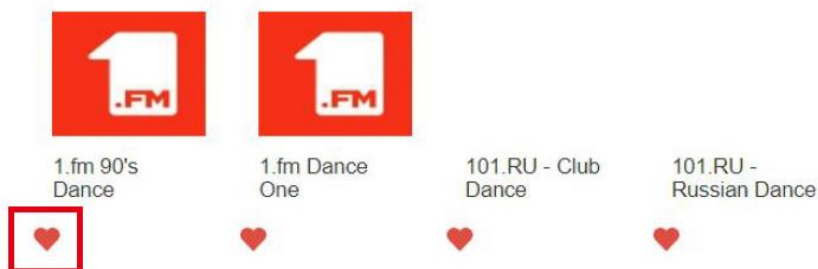 .FM
.FM
1.fm 90's
Dance
1.fm Dance
One
101.RU - Club
Dance
101.RU -
Russian Dance